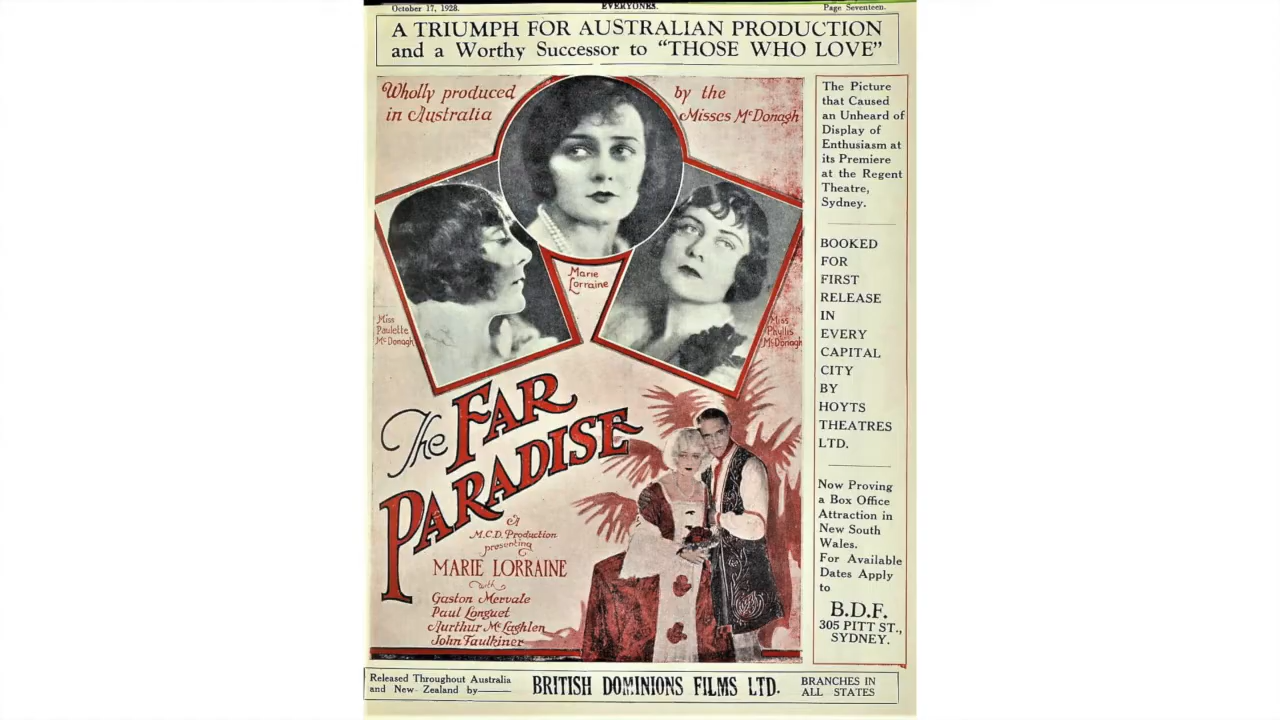 October 17, 1928.
EVERYONES.
Page Seventeen.
A TRIUMPH FOR AUSTRALIAN PRODUCTION
and a Worthy Successor to "THOSE WHO LOVE"
Wholly produced
in Australia
by the
Misses McDonagh
Marie
Lorraine
Miss
Paulette
McDonagh
Miss
Phyllis
McDonagh
The FAR
PARADISE
A
M.C.D. Production
presenting
MARIE LORRAINE
with
Gaston Mervale
Paul Longuet
Aurthur McLaghlen
John Faulkiner
The Picture
that Caused
an Unheard of
Display of
Enthusiasm at
its Premiere
at the Regent
Theatre,
Sydney.
BOOKED
FOR
FIRST
RELEASE
IN
EVERY
CAPITAL
CITY
BY
HOYTS
THEATRES
LTD.
Now Proving
a Box Office
Attraction in
New South
Wales.
For Available
Dates Apply
to
B.D.F.
305 PITT ST.,
SYDNEY.
Released Throughout Australia
and New Zealand by
BRITISH DOMINIONS FILMS LTD.
BRANCHES IN
ALL STATES